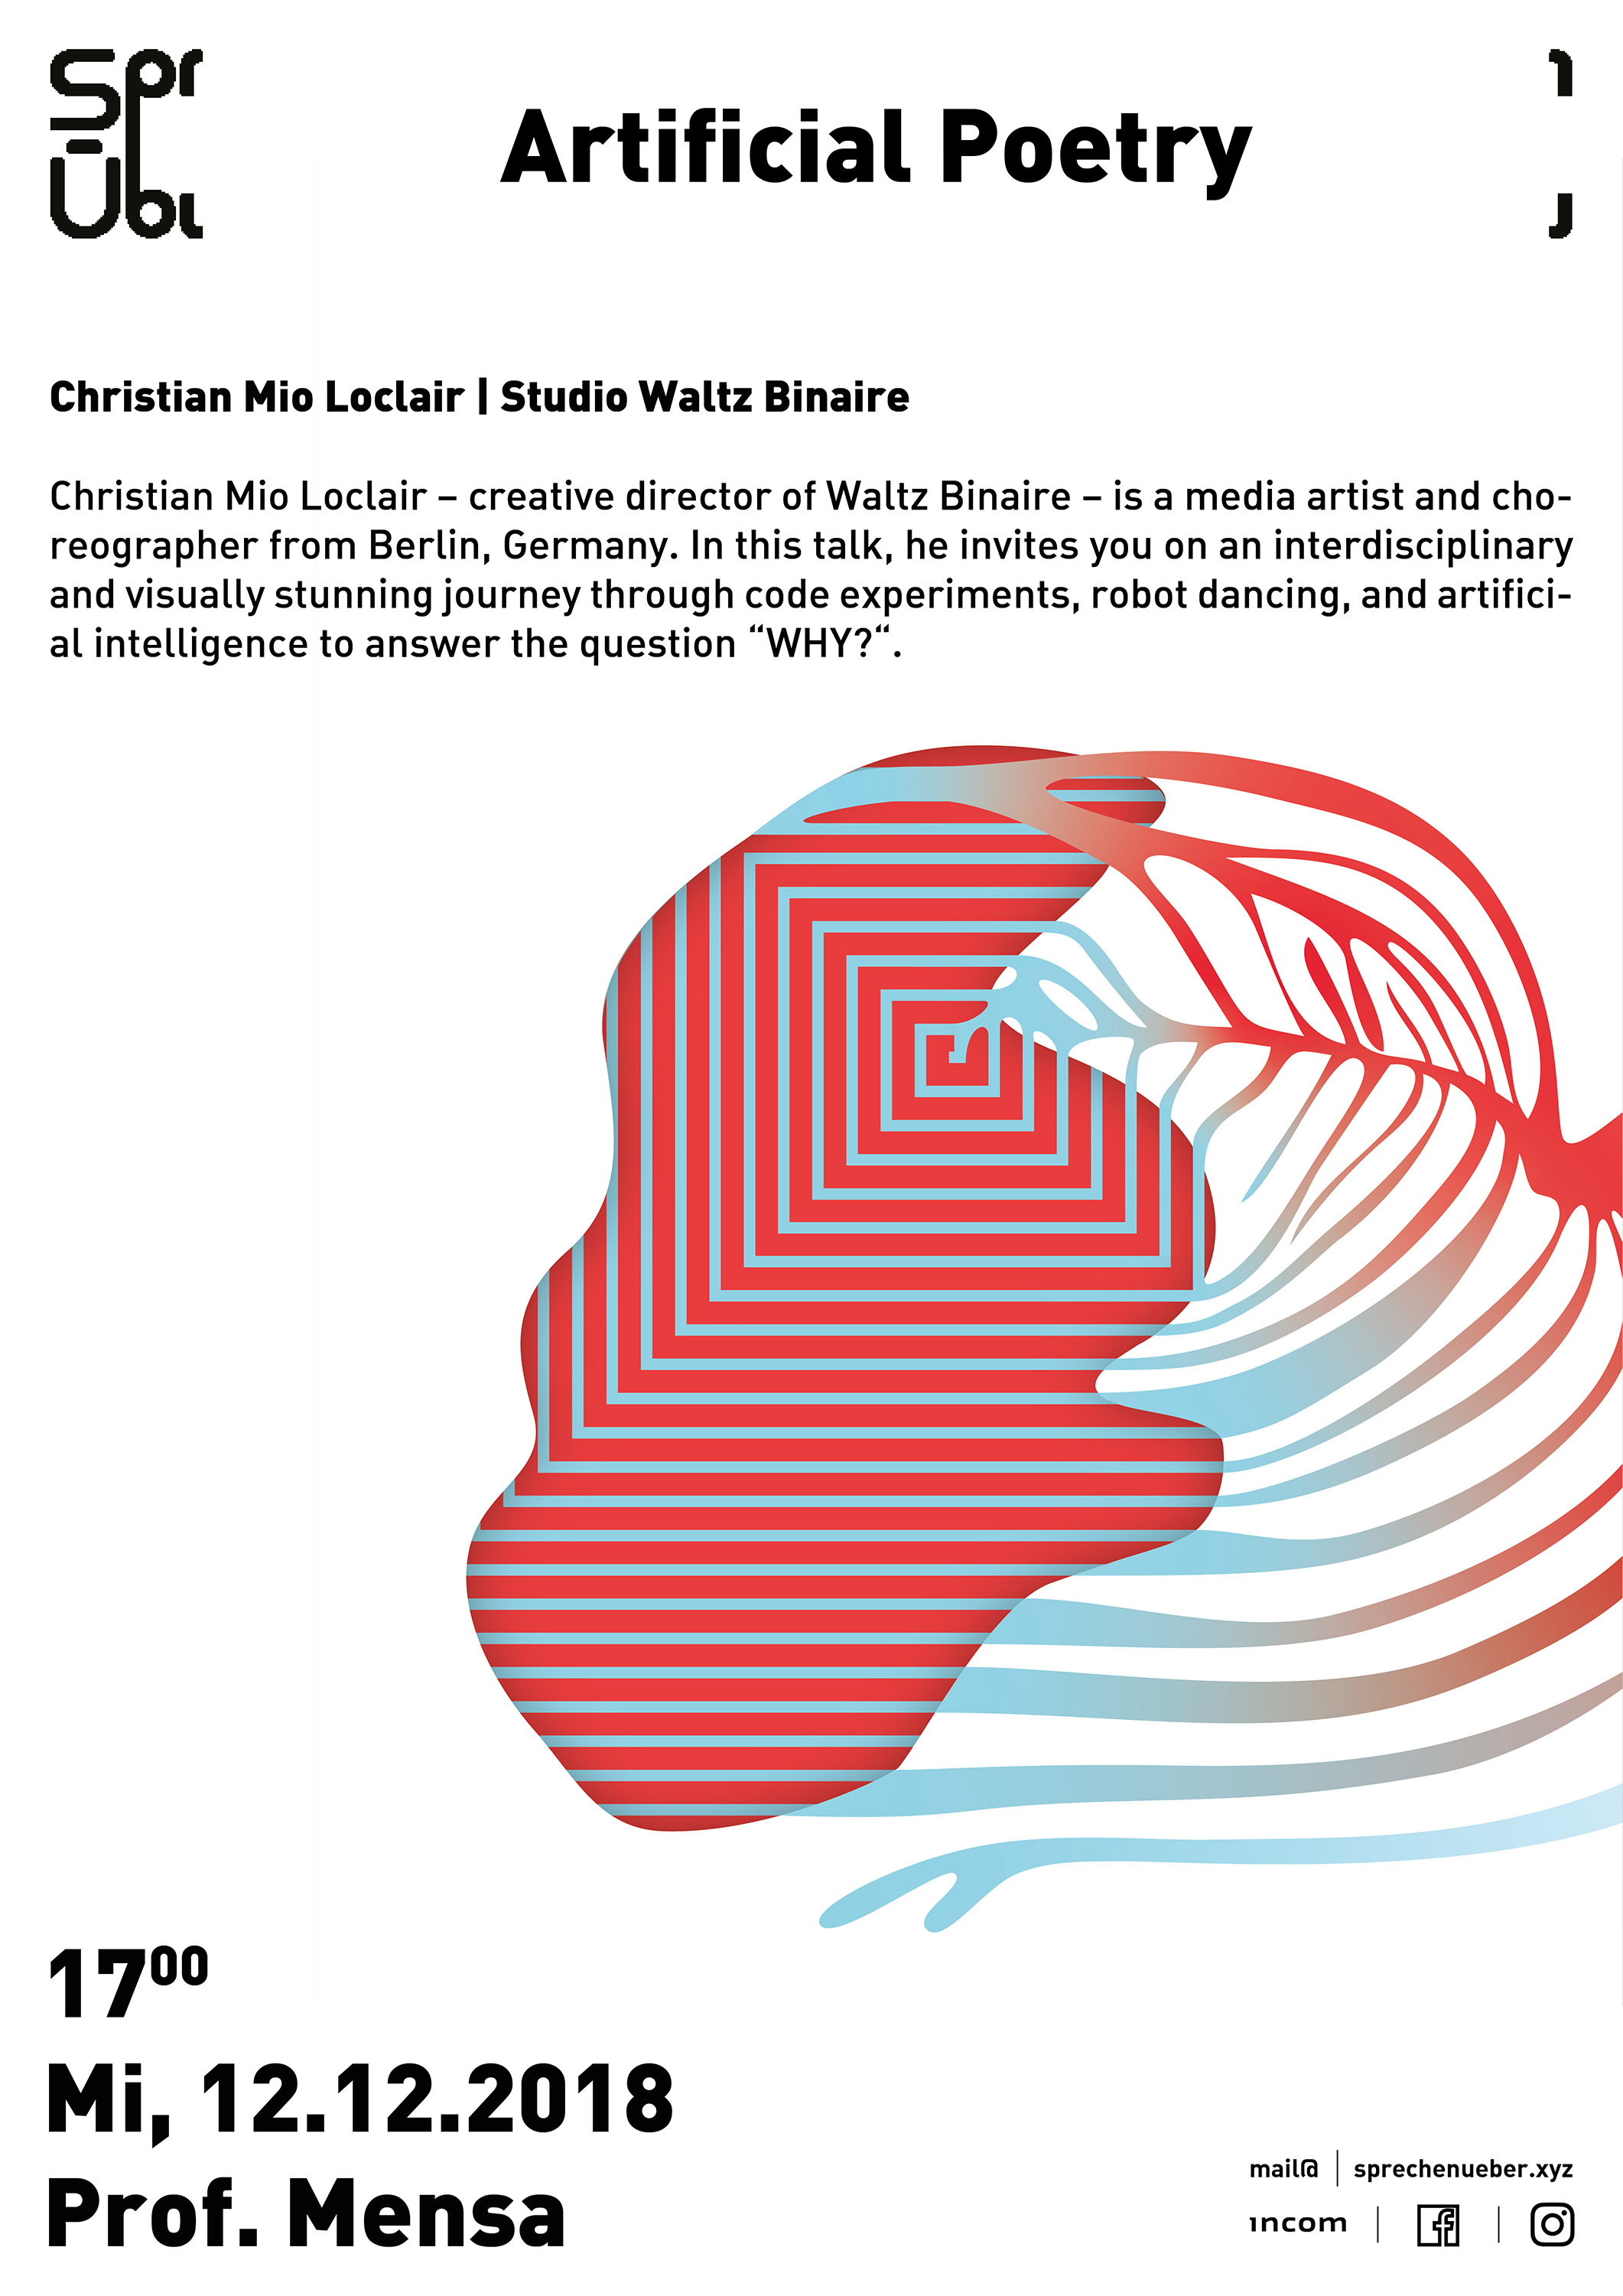 Spr
Übl
Artificial Poetry
Christian Mio Loclair | Studio Waltz Binaire
Christian Mio Loclair – creative director of Waltz Binaire – is a media artist and cho-
reographer from Berlin, Germany. In this talk, he invites you on an interdisciplinary
and visually stunning journey through code experiments, robot dancing, and artifici-
al intelligence to answer the question “WHY?“.
17⁰⁰
Mi, 12.12.2018
Prof. Mensa
mail@ | sprechenueber.xyz
incom